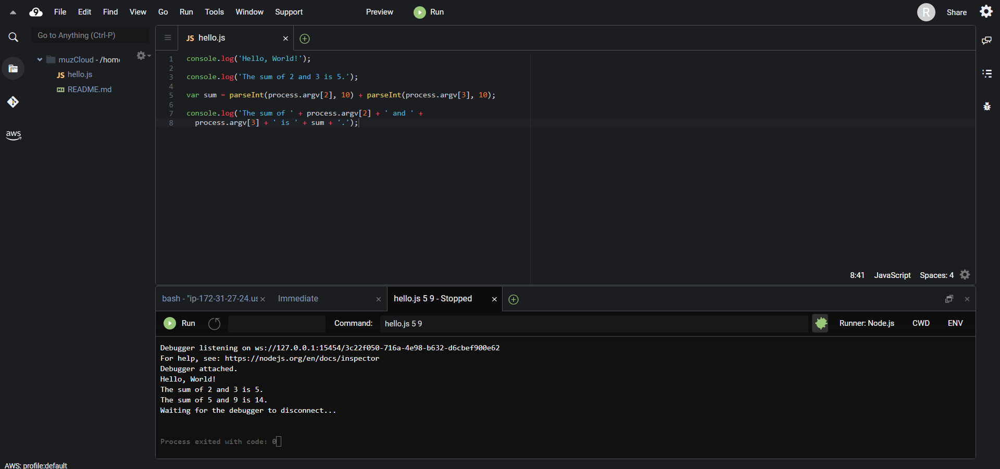 File Edit Find View Go Run Tools Window Support Preview Run R Share
Go to Anything (Ctrl-P)
muzCloud - /home
JS hello.js
README.md
aws
JS hello.js
1 console.log('Hello, World!');
2
3 console.log('The sum of 2 and 3 is 5.');
4
5 var sum = parseInt(process.argv[2], 10) + parseInt(process.argv[3], 10);
6
7 console.log('The sum of ' + process.argv[2] + ' and ' +
8 process.argv[3] + ' is ' + sum + '.');
8:41 JavaScript Spaces: 4
bash - "ip-172-31-27-24.us Immediate hello.js 5 9 - Stopped
Run Command: hello.js 5 9 Runner: Node.js CWD ENV
Debugger listening on ws://127.0.0.1:15454/3c22f050-716a-4e98-b632-d6cbef900e62
For help, see: https://nodejs.org/en/docs/inspector
Debugger attached.
Hello, World!
The sum of 2 and 3 is 5.
The sum of 5 and 9 is 14.
Waiting for the debugger to disconnect...
Process exited with code: 0
AWS: profile:default